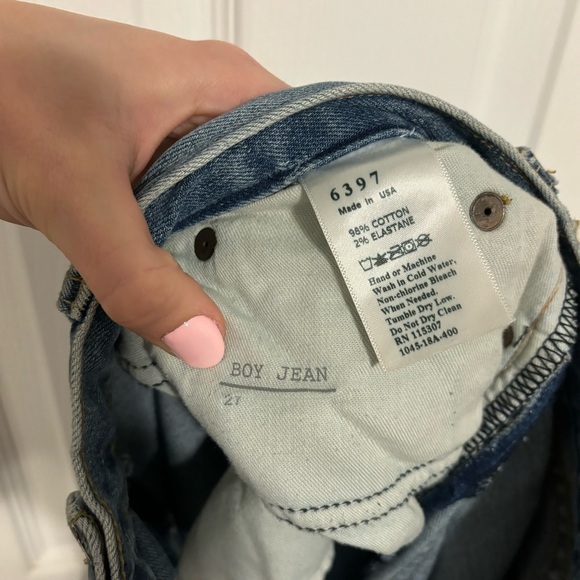 6397
Made in USA
98% COTTON
2% ELASTANE
Hand or Machine
Wash in Cold Water,
Non-chlorine Bleach
When Needed.
Tumble Dry Low.
Do Not Dry Clean
RN 115307
1045-18A-400
BOY JEAN
27